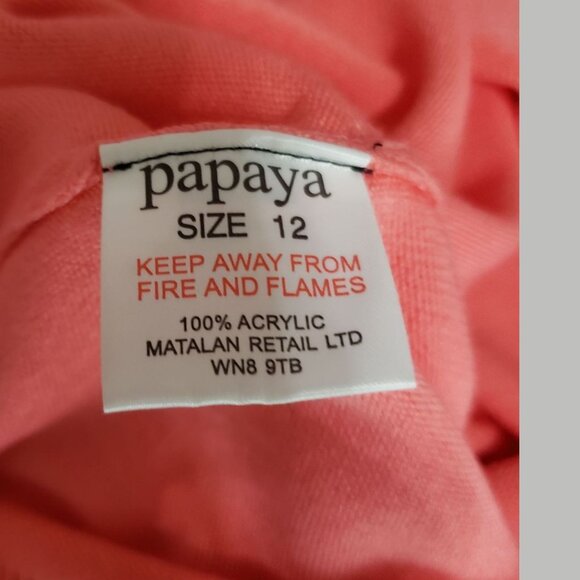 papaya
SIZE 12
KEEP AWAY FROM
FIRE AND FLAMES
100% ACRYLIC
MATALAN RETAIL LTD
WN8 9TB